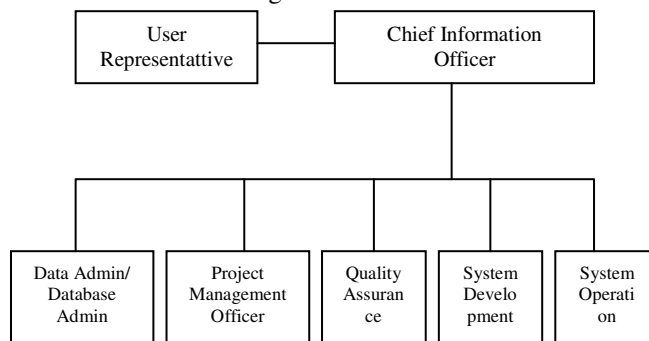 User
Representattive
Chief Information
Officer
Data Admin/
Database
Admin
Project
Management
Officer
Quality
Assuran
ce
System
Develo
pment
System
Operati
on